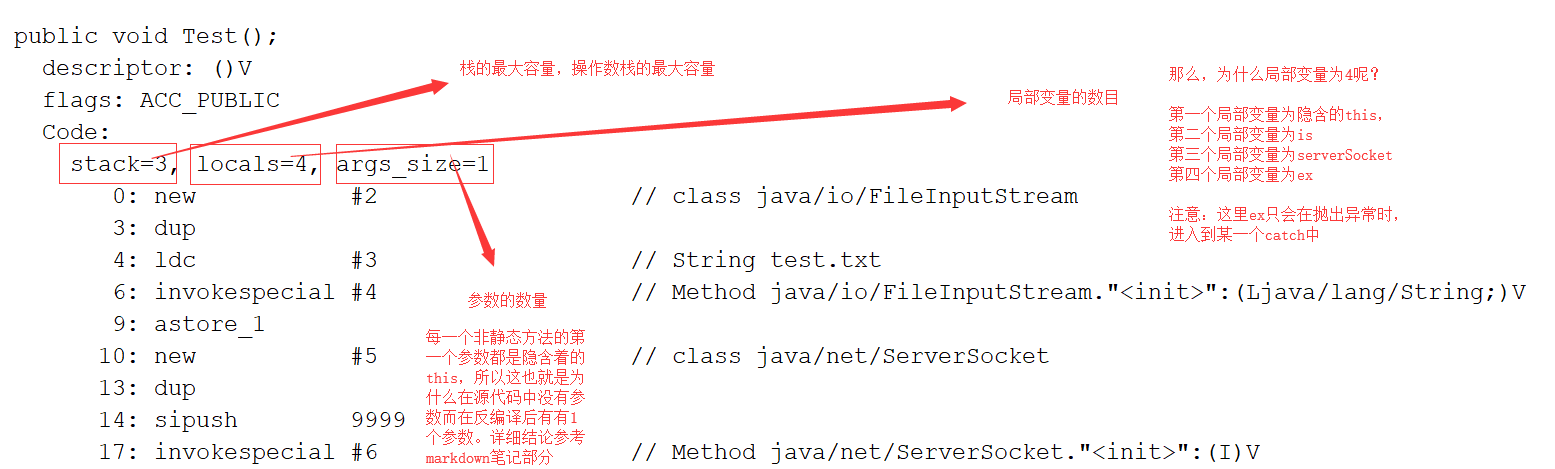 public void Test();
descriptor: ()V
flags: ACC_PUBLIC
Code:
stack=3, locals=4, args_size=1
0: new #2 // class java/io/FileInputStream
3: dup
4: ldc #3 // String test.txt
6: invokespecial #4 // Method java/io/FileInputStream."<init>":(Ljava/lang/String;)V
9: astore_1
10: new #5 // class java/net/ServerSocket
13: dup
14: sipush 9999
17: invokespecial #6 // Method java/net/ServerSocket."<init>":(I)V
栈的最大容量，操作数栈的最大容量
局部变量的数目
那么，为什么局部变量为4呢？
第一个局部变量为隐含的this，
第二个局部变量为is
第三个局部变量为serverSocket
第四个局部变量为ex
注意：这里ex只会在抛出异常时，
进入到某一个catch中
参数的数量
每一个非静态方法的第
一个参数都是隐含着的
this，所以这也就是为
什么在源代码中没有参
数而在反编译后有有1
个参数。详细结论参考
markdown笔记部分